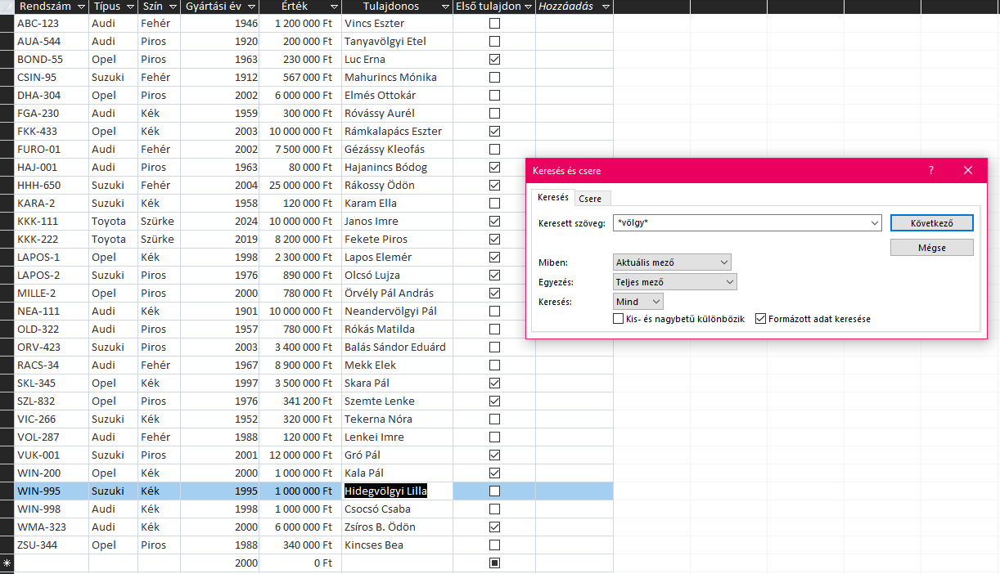 Rendszám Típus Szín Gyártási év Érték Tulajdonos Első tulajdon Hozzáadás
ABC-123 Audi Fehér 1946 1 200 000 Ft Vincs Eszter
AUA-544 Audi Piros 1920 200 000 Ft Tanyavölgyi Etel
BOND-55 Opel Piros 1963 230 000 Ft Luc Erna
CSIN-95 Suzuki Fehér 1912 567 000 Ft Mahurincs Mónika
DHA-304 Opel Piros 2002 6 000 000 Ft Elmés Ottokár
FGA-230 Audi Kék 1959 300 000 Ft Róvássy Aurél
FKK-433 Opel Kék 2003 10 000 000 Ft Rámkalapács Eszter
FURO-01 Audi Fehér 2002 7 500 000 Ft Gézássy Kleofás
HAJ-001 Audi Piros 1963 80 000 Ft Hajanincs Bódog
HHH-650 Suzuki Fehér 2004 25 000 000 Ft Rákossy Ödön
KARA-2 Suzuki Kék 1958 120 000 Ft Karam Ella
KKK-111 Toyota Szürke 2024 10 000 000 Ft Janos Imre
KKK-222 Toyota Szürke 2019 8 200 000 Ft Fekete Piros
LAPOS-1 Opel Kék 1998 2 300 000 Ft Lapos Elemér
LAPOS-2 Suzuki Piros 1976 890 000 Ft Olcsó Lujza
MILLE-2 Opel Piros 2000 780 000 Ft Örvély Pál András
NEA-111 Audi Kék 1901 10 000 000 Ft Neandervölgyi Pál
OLD-322 Audi Piros 1957 780 000 Ft Rókás Matilda
ORV-423 Suzuki Piros 2003 3 400 000 Ft Balás Sándor Eduárd
RACS-34 Audi Fehér 1967 8 900 000 Ft Mekk Elek
SKL-345 Opel Kék 1997 3 500 000 Ft Skara Pál
SZL-832 Opel Piros 1976 341 200 Ft Szemte Lenke
VIC-266 Suzuki Kék 1952 320 000 Ft Tekerna Nóra
VOL-287 Audi Fehér 1988 120 000 Ft Lenkei Imre
VUK-001 Suzuki Piros 2001 12 000 000 Ft Gró Pál
WIN-200 Opel Kék 2000 1 000 000 Ft Kala Pál
WIN-995 Suzuki Kék 1995 1 000 000 Ft Hidegvölgyi Lilla
WIN-998 Audi Kék 1998 1 000 000 Ft Csocsó Csaba
WMA-323 Audi Kék 2000 6 000 000 Ft Zsíros B. Ödön
ZSU-344 Opel Piros 1988 340 000 Ft Kincses Bea
2000 0 Ft
Keresés és csere ?
Keresés Csere
Keresett szöveg: *völgy* Következő
Mégse
Miben: Aktuális mező
Egyezés: Teljes mező
Keresés: Mind
Kis- és nagybetű különbözik Formázott adat keresése